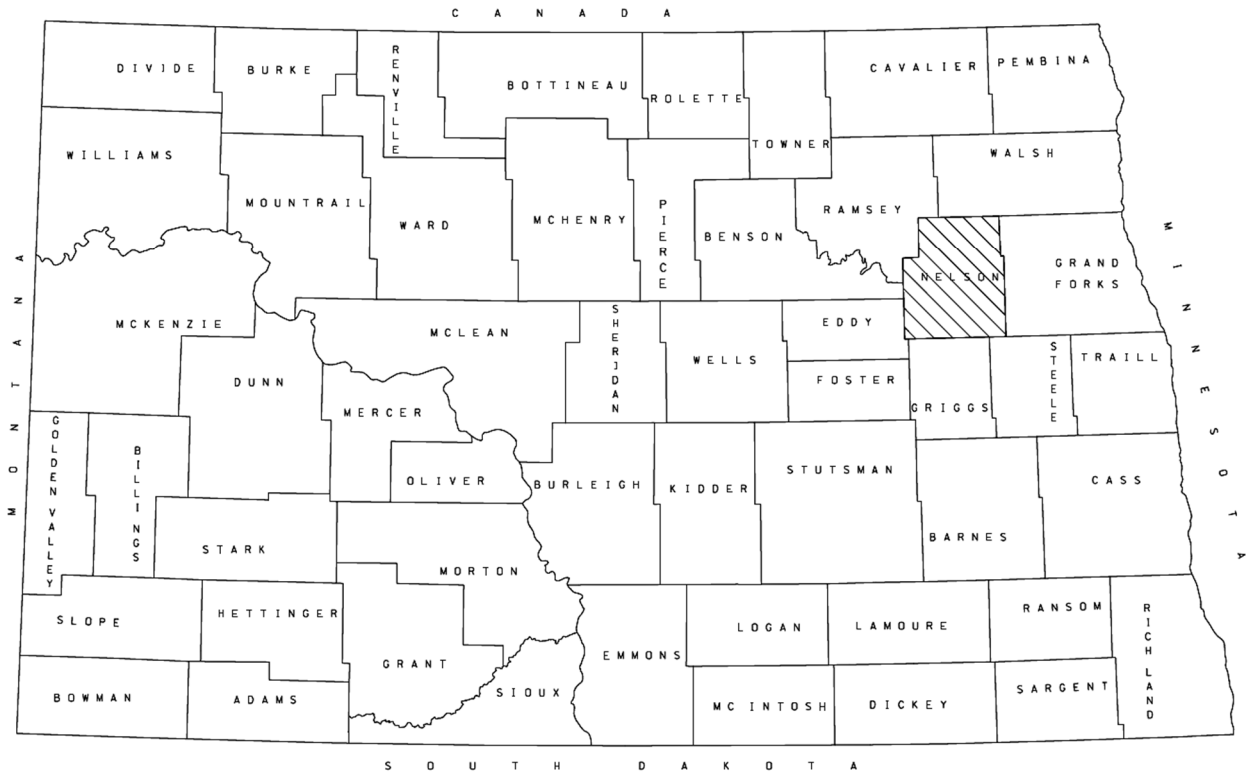 CANADA
DIVIDE
BURKE
RENVILLE
BOTTINEAU
ROLETTE
TOWNER
CAVALIER
PEMBINA
WILLIAMS
MOUNTRAIL
WARD
MCHENRY
PIERCE
BENSON
RAMSEY
WALSH
NELSON
GRAND
FORKS
MONTANA
MINNESOTA
MCKENZIE
DUNN
MCLEAN
SHERIDAN
WELLS
EDDY
FOSTER
GRIGGS
STEELE
TRAILL
GOLDEN VALLEY
BILLINGS
MERCER
OLIVER
BURLEIGH
KIDDER
STUTSMAN
BARNES
CASS
STARK
MORTON
SLOPE
HETTINGER
GRANT
SIOUX
EMMONS
LOGAN
LAMOURE
RANSOM
RICHLAND
BOWMAN
ADAMS
MC INTOSH
DICKEY
SARGENT
SOUTH DAKOTA